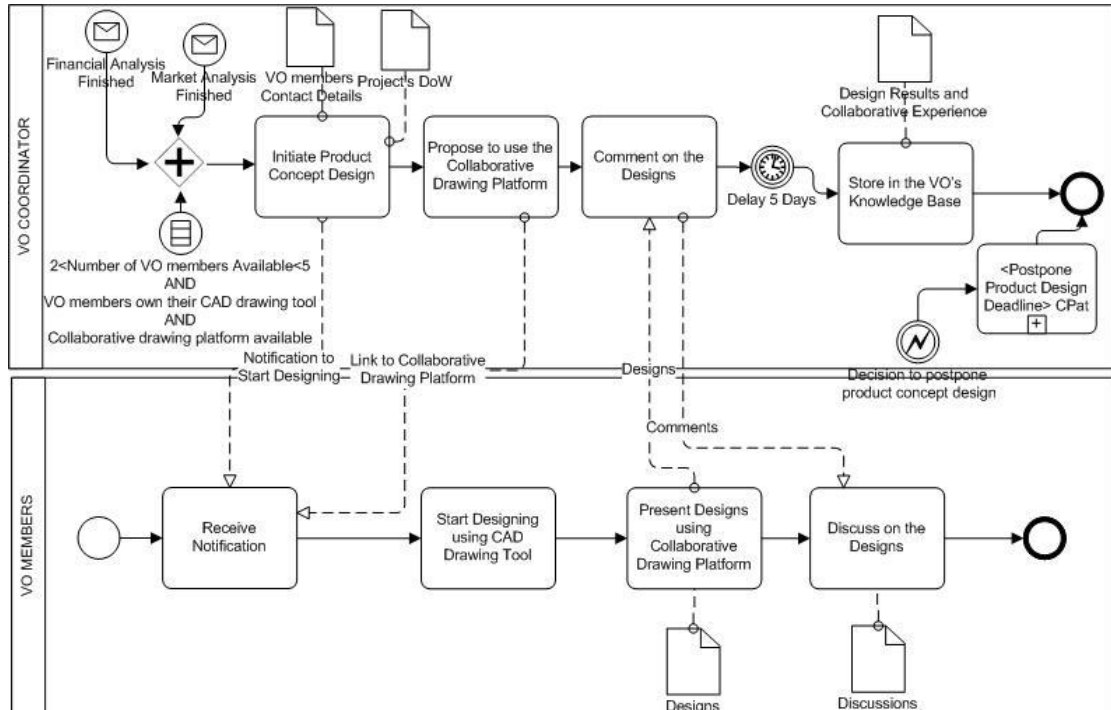 VO COORDINATOR
Financial Analysis
Finished
Market Analysis
Finished
VO members
Contact Details
Project's DoW
Design Results and
Collaborative Experience
Initiate Product
Concept Design
Propose to use the
Collaborative
Drawing Platform
Comment on the
Designs
Delay 5 Days
Store in the VO's
Knowledge Base
2<Number of VO members Available<5
AND
VO members own their CAD drawing tool
AND
Collaborative drawing platform available
<Postpone
Product Design
Deadline> CPat
Decision to postpone
product concept design
Notification to
Start Designing
Link to Collaborative
Drawing Platform
Designs
Comments
VO MEMBERS
Receive
Notification
Start Designing
using CAD
Drawing Tool
Present Designs
using
Collaborative
Drawing Platform
Discuss on the
Designs
Designs
Discussions